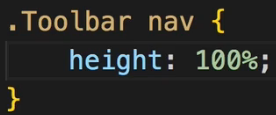 .Toolbar nav {
    height: 100%;
}